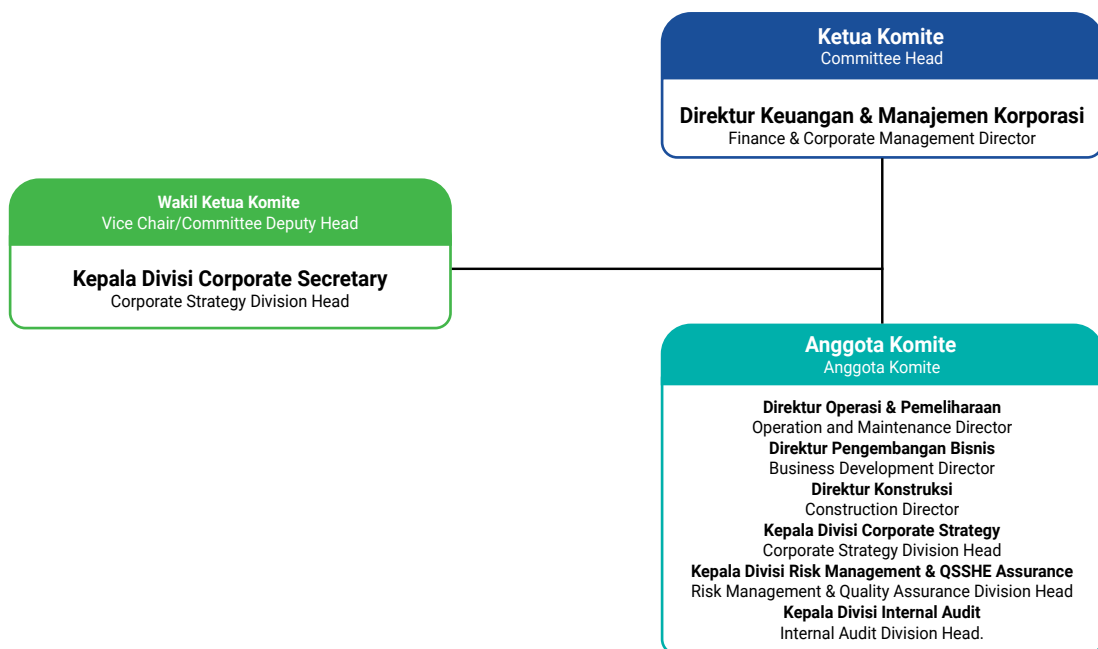 Ketua Komite
Committee Head
Direktur Keuangan & Manajemen Korporasi
Finance & Corporate Management Director
Wakil Ketua Komite
Vice Chair/Committee Deputy Head
Kepala Divisi Corporate Secretary
Corporate Strategy Division Head
Anggota Komite
Anggota Komite
Direktur Operasi & Pemeliharaan
Operation and Maintenance Director
Direktur Pengembangan Bisnis
Business Development Director
Direktur Konstruksi
Construction Director
Kepala Divisi Corporate Strategy
Corporate Strategy Division Head
Kepala Divisi Risk Management & QSSHE Assurance
Risk Management & Quality Assurance Division Head
Kepala Divisi Internal Audit
Internal Audit Division Head.